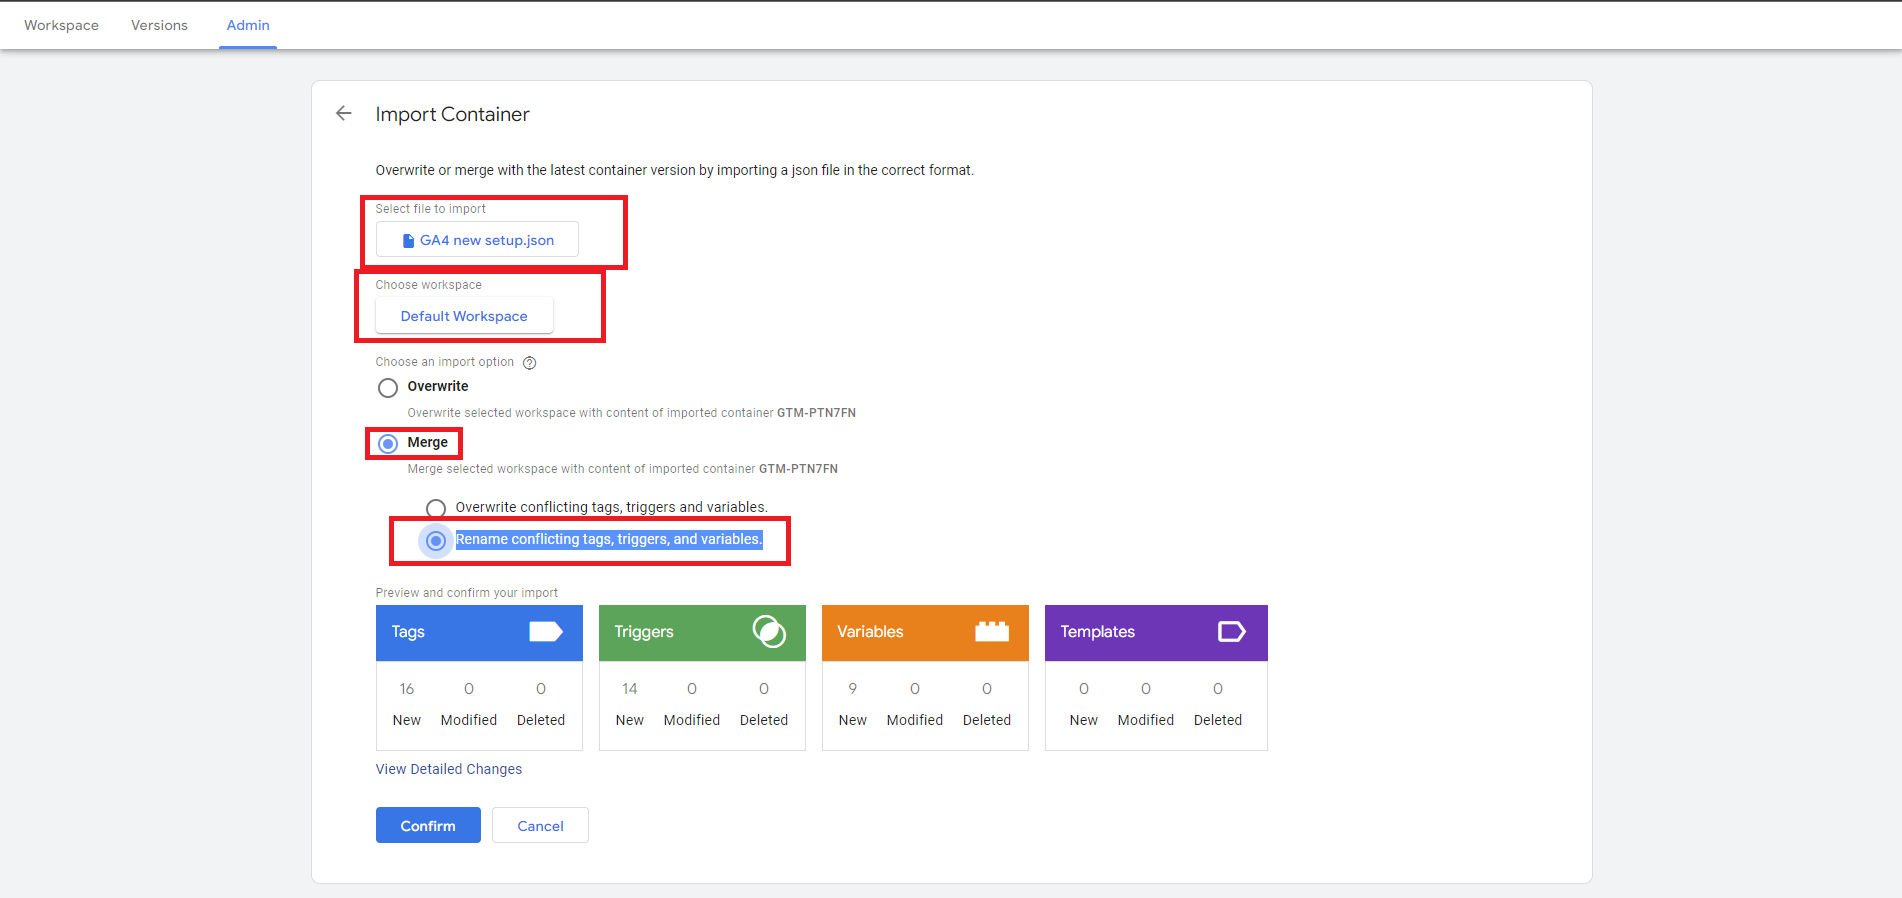 Workspace Versions Admin
Import Container
Overwrite or merge with the latest container version by importing a json file in the correct format.
Select file to import
GA4 new setup.json
Choose workspace
Default Workspace
Choose an import option
Overwrite
Overwrite selected workspace with content of imported container GTM-PTN7FN
Merge
Merge selected workspace with content of imported container GTM-PTN7FN
Overwrite conflicting tags, triggers and variables.
Rename conflicting tags, triggers, and variables.
Preview and confirm your import
Tags Triggers Variables Templates
16 0 0 14 0 0 9 0 0 0 0 0
New Modified Deleted New Modified Deleted New Modified Deleted New Modified Deleted
View Detailed Changes
Confirm Cancel